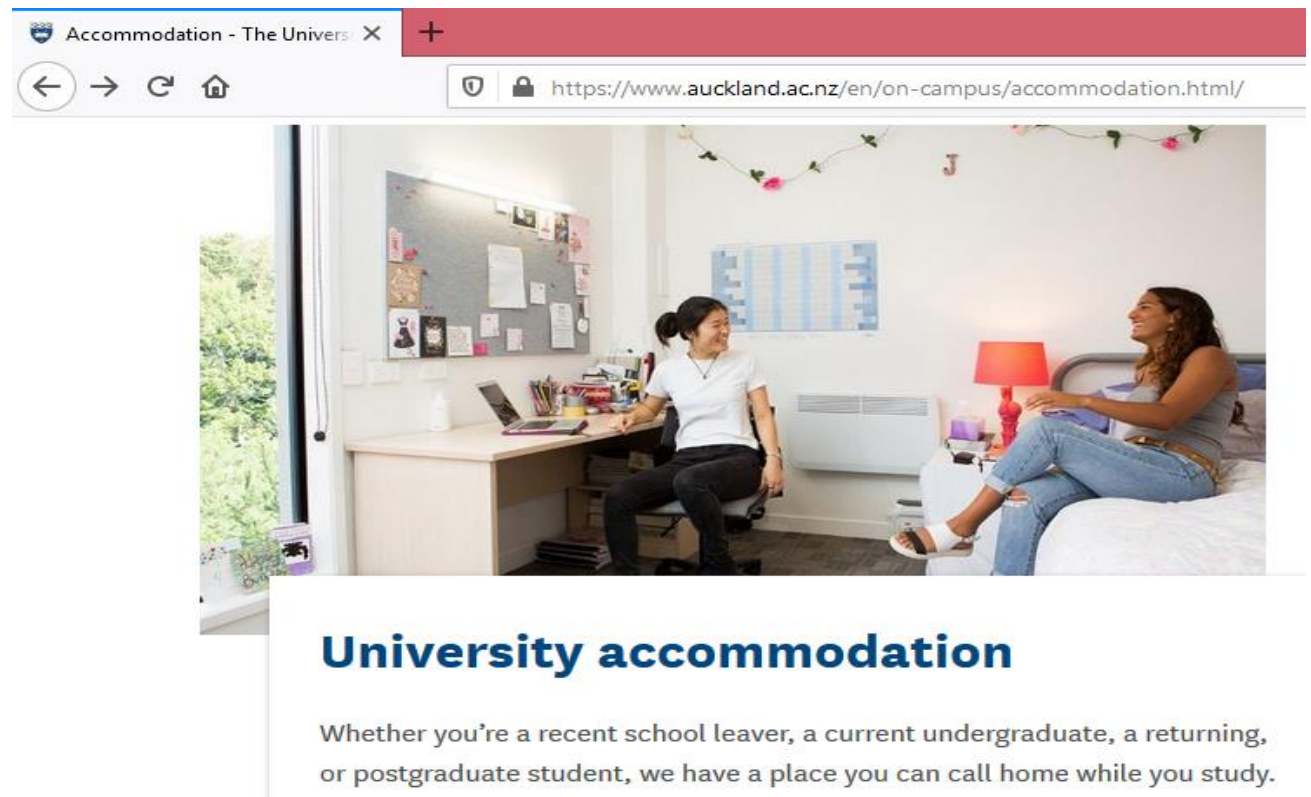 Accommodation - The Univers
https://www.auckland.ac.nz/en/on-campus/accommodation.html/
J
University accommodation
Whether you're a recent school leaver, a current undergraduate, a returning,
or postgraduate student, we have a place you can call home while you study.